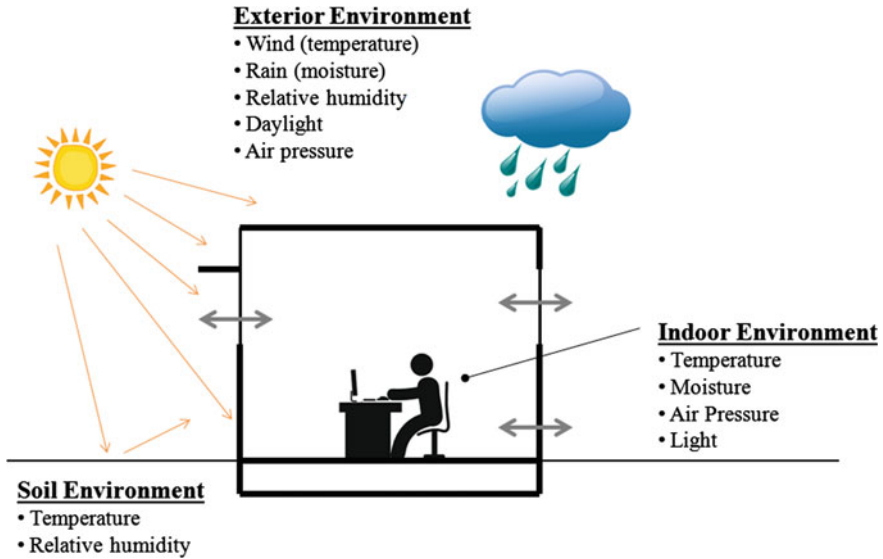 Exterior Environment
• Wind (temperature)
• Rain (moisture)
• Relative humidity
• Daylight
• Air pressure
Indoor Environment
• Temperature
• Moisture
• Air Pressure
• Light
Soil Environment
• Temperature
• Relative humidity